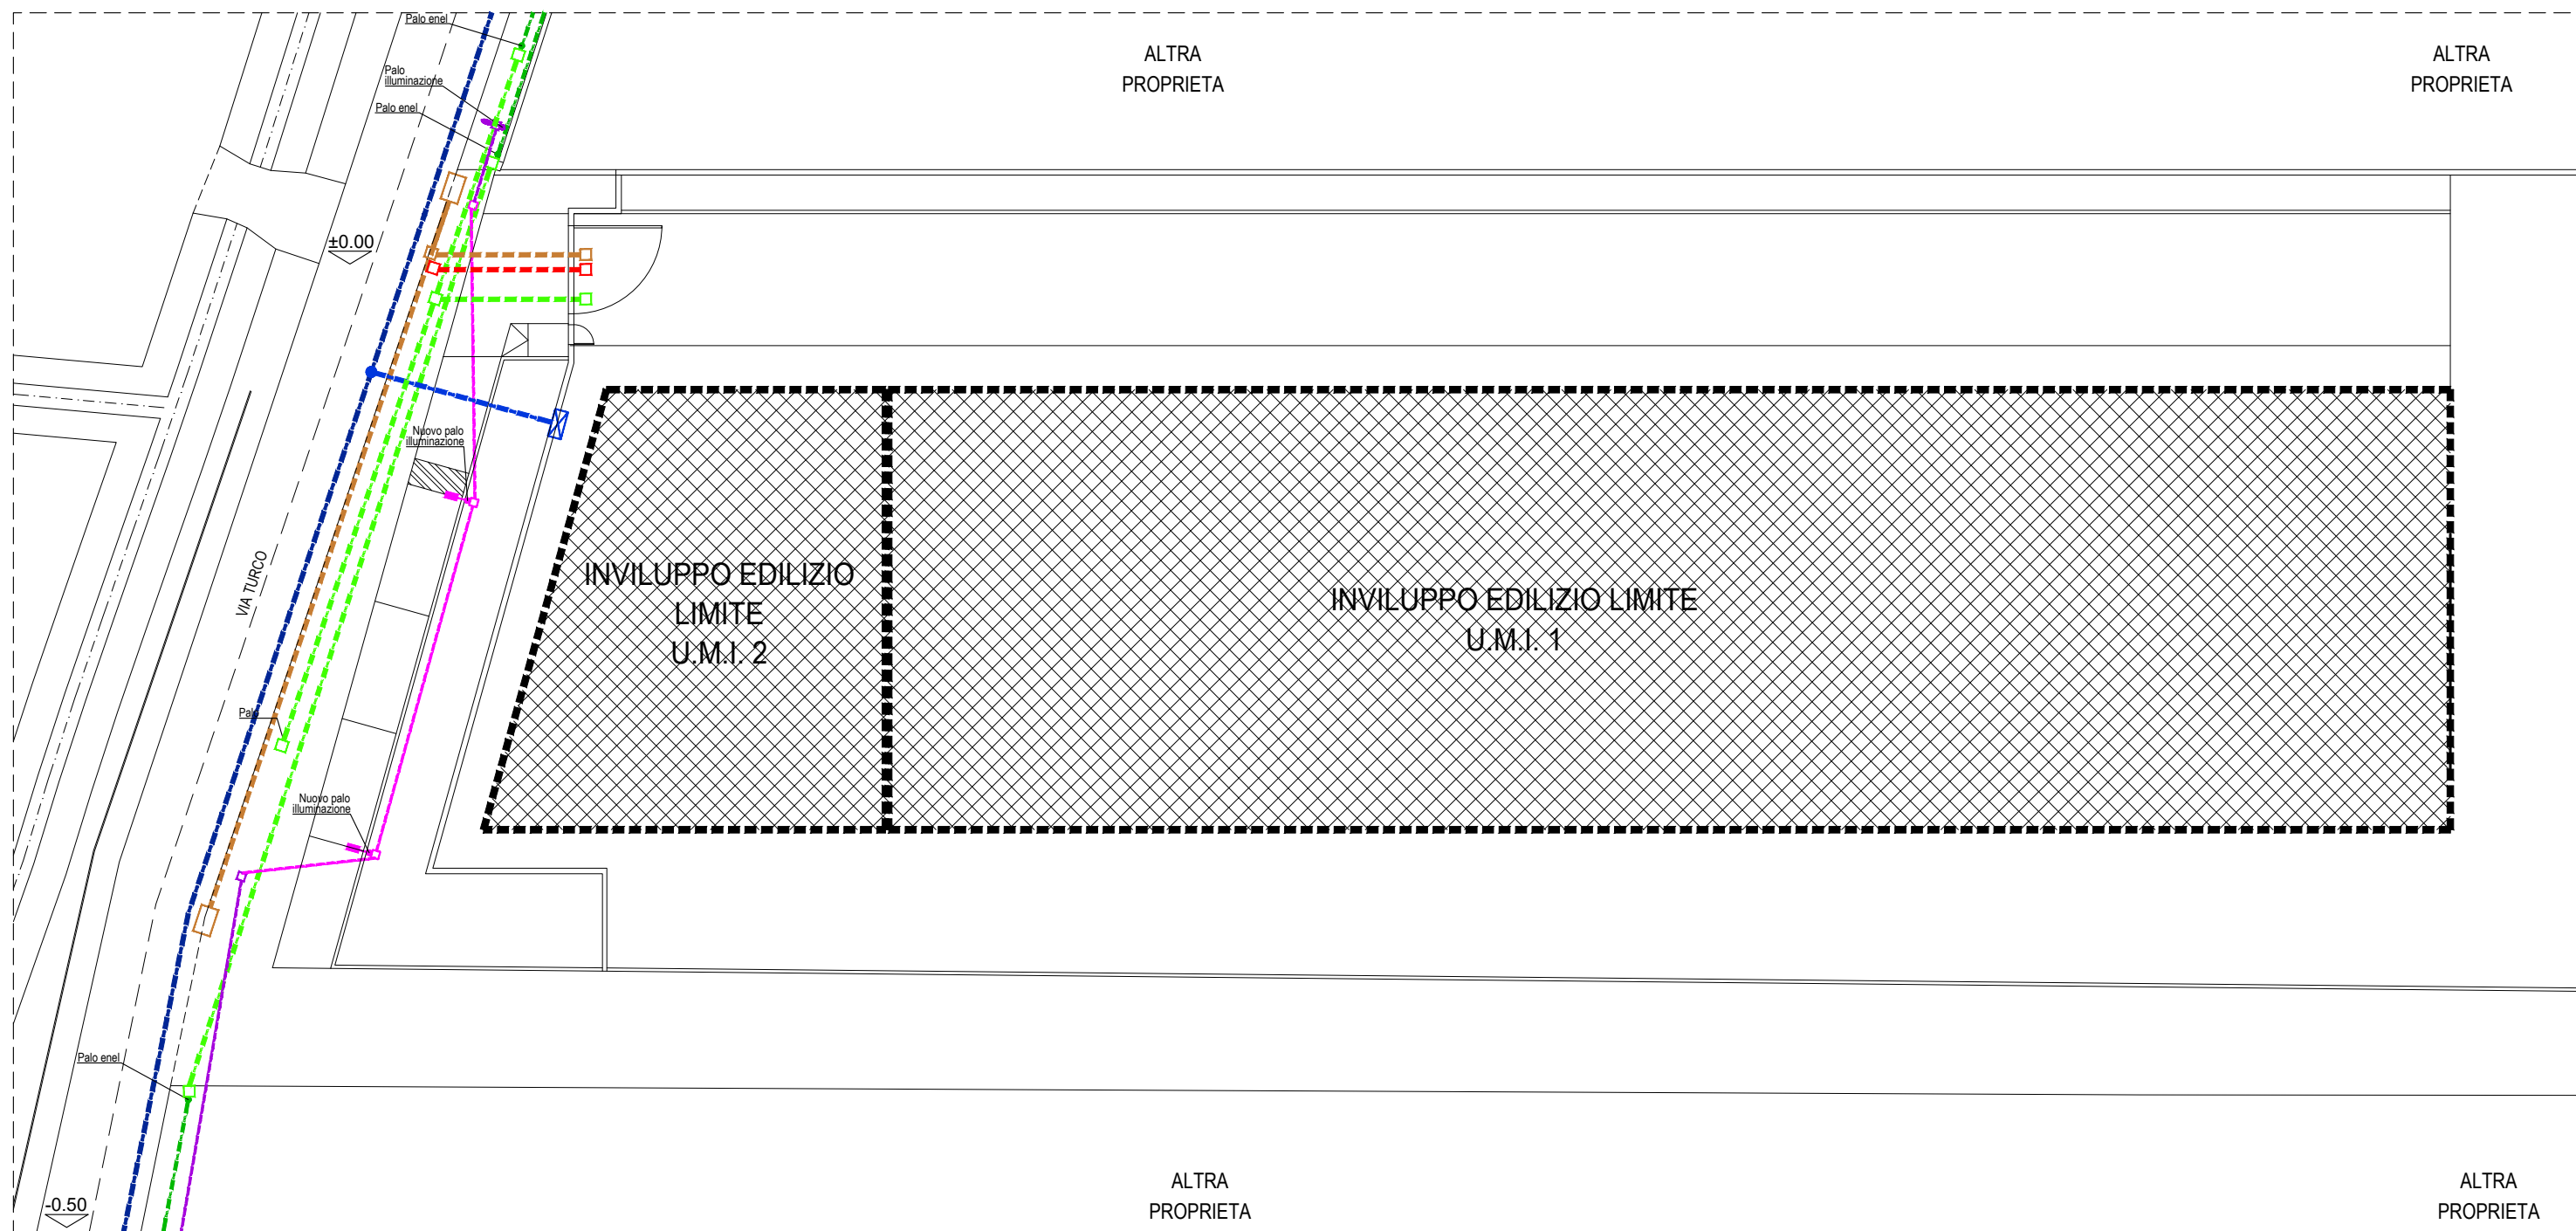 Palo enel
ALTRA
PROPRIETA
ALTRA
PROPRIETA
Palo
illuminazione
Palo enel
±0.00
Nuovo palo
illuminazione
VIA TURCO
INVILUPPO EDILIZIO
LIMITE
U.M.I. 2
INVILUPPO EDILIZIO LIMITE
U.M.I. 1
Palo
Nuovo palo
illuminazione
Palo enel
-0.50
ALTRA
PROPRIETA
ALTRA
PROPRIETA